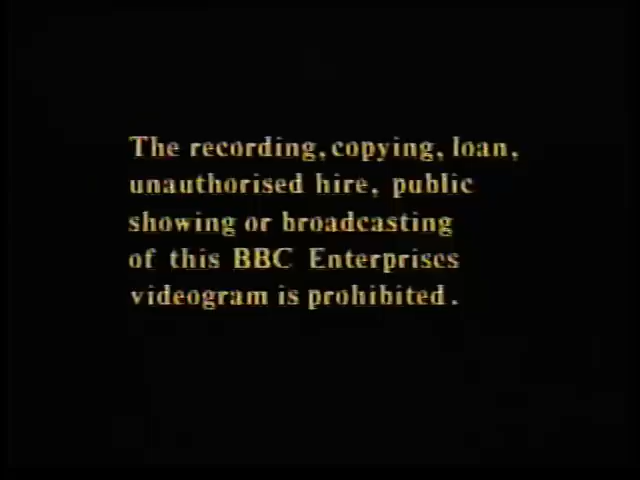 The recording, copying, loan,
unauthorised hire, public
showing or broadcasting
of this BBC Enterprises
videogram is prohibited.